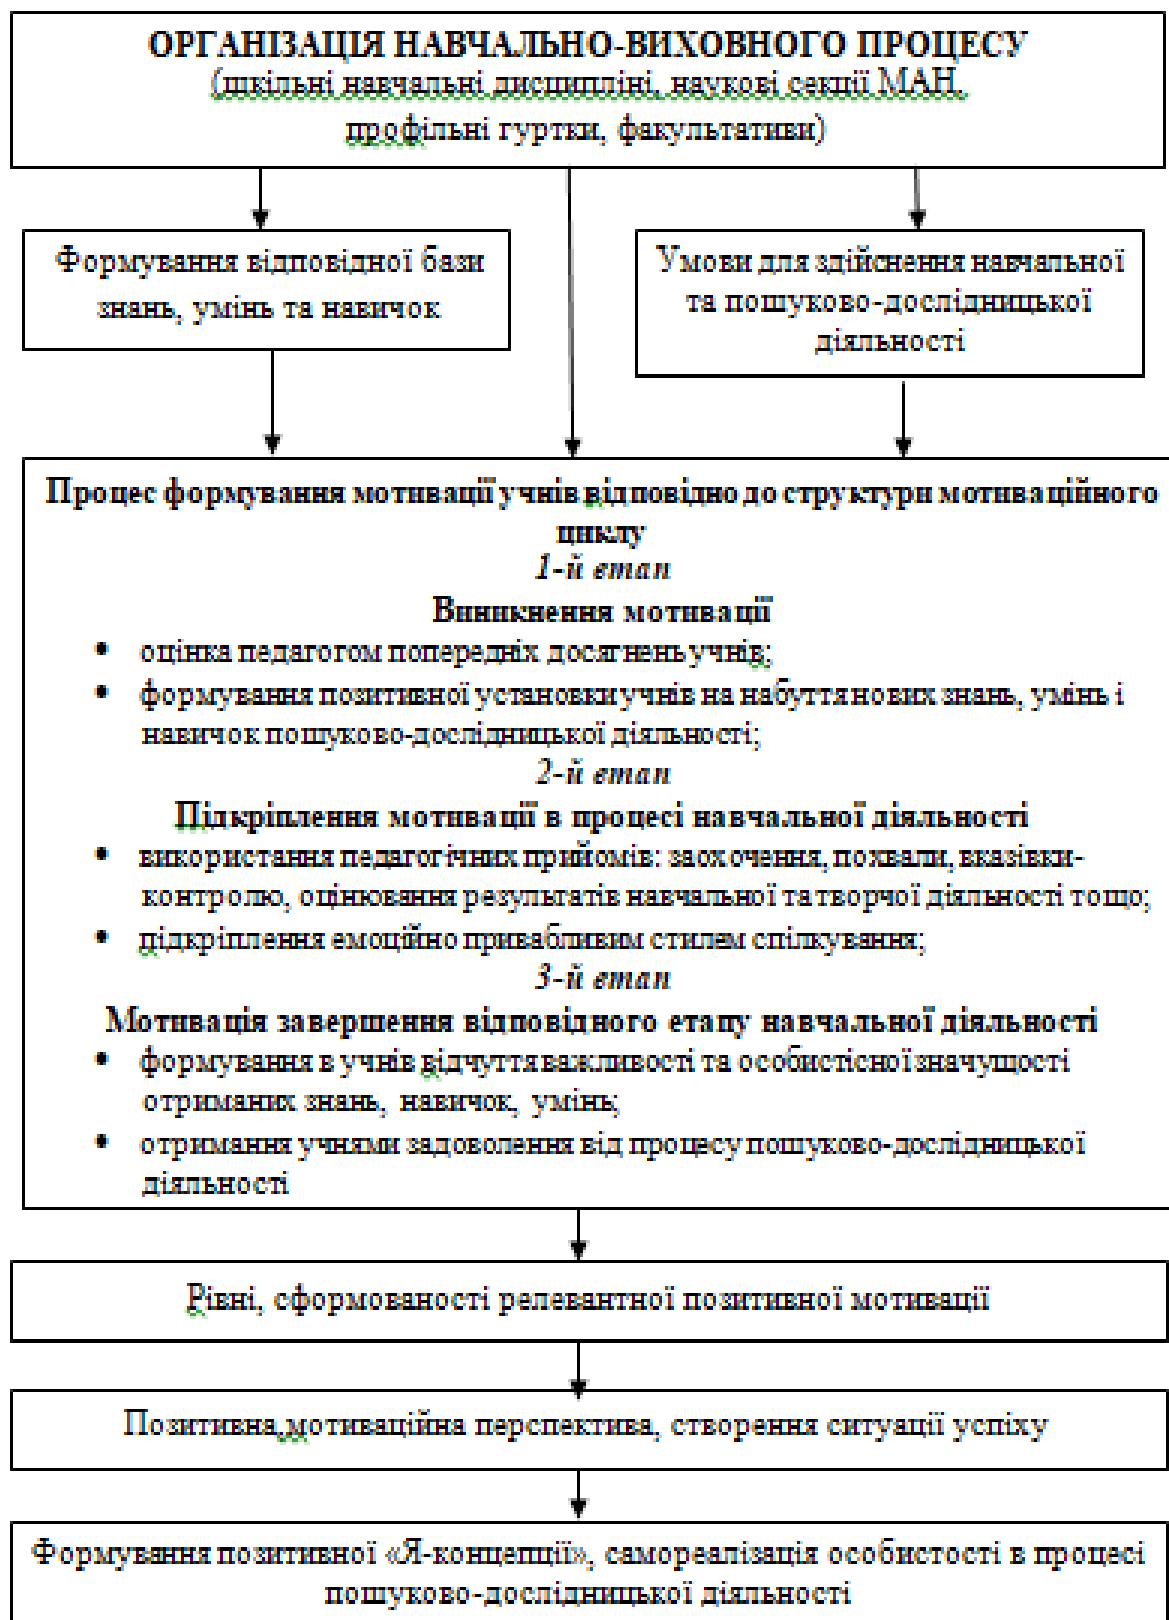 ОРГАНІЗАЦІЯ НАВЧАЛЬНО-ВИХОВНОГО ПРОЦЕСУ
(шкільні навчальні дисципліні, наукові секції МАН,
профільні гуртки, факультативи)
Формування відповідної бази
знань, умінь та навичок
Умови для здійснення навчальної
та пошуково-дослідницької
діяльності
Процес формування мотивації учнів відповідно до структури мотиваційного
циклу
1-й етап
Виникнення мотивації
• оцінка педагогом попередніх досягнень учнів;
• формування позитивної установки учнів на набуття нових знань, умінь і
навичок пошуково-дослідницької діяльності;
2-й етап
Підкріплення мотивації в процесі навчальної діяльності
• використання педагогічних прийомів: заохочення, похвали, вказівки-
контролю, оцінювання результатів навчальної та творчої діяльності тощо;
• підкріплення емоційно привабливим стилем спілкування;
3-й етап
Мотивація завершення відповідного етапу навчальної діяльності
• формування в учнів відчуття важливості та особистісної значущості
отриманих знань, навичок, умінь;
• отримання учнями задоволення від процесу пошуково-дослідницької
діяльності
Рівні, сформованості релевантної позитивної мотивації
Позитивна,мотиваційна перспектива, створення ситуації успіху
Формування позитивної «Я-концепції», самореалізація особистості в процесі
пошуково-дослідницької діяльності